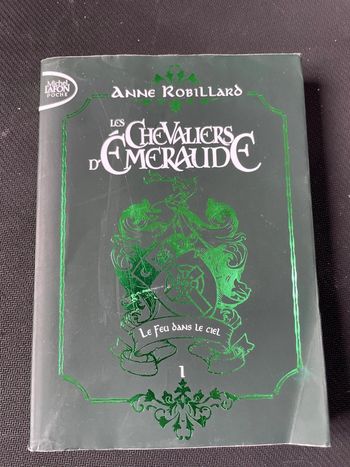 Michel
LAFON
POCHE
ANNE ROBILLARD
LES
CHEVALIERS
D'ÉMERAUDE
LE FEU DANS LE CIEL
1